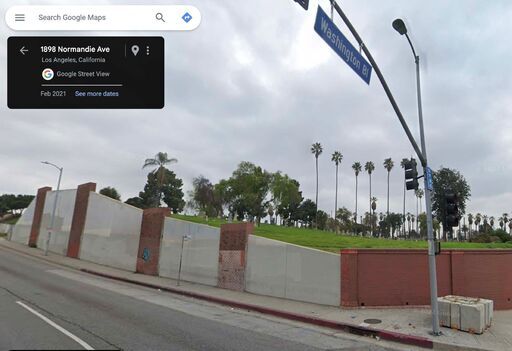 Search Google Maps
1898 Normandie Ave
Los Angeles, California
Google Street View
Feb 2021
See more dates
Washington Bl